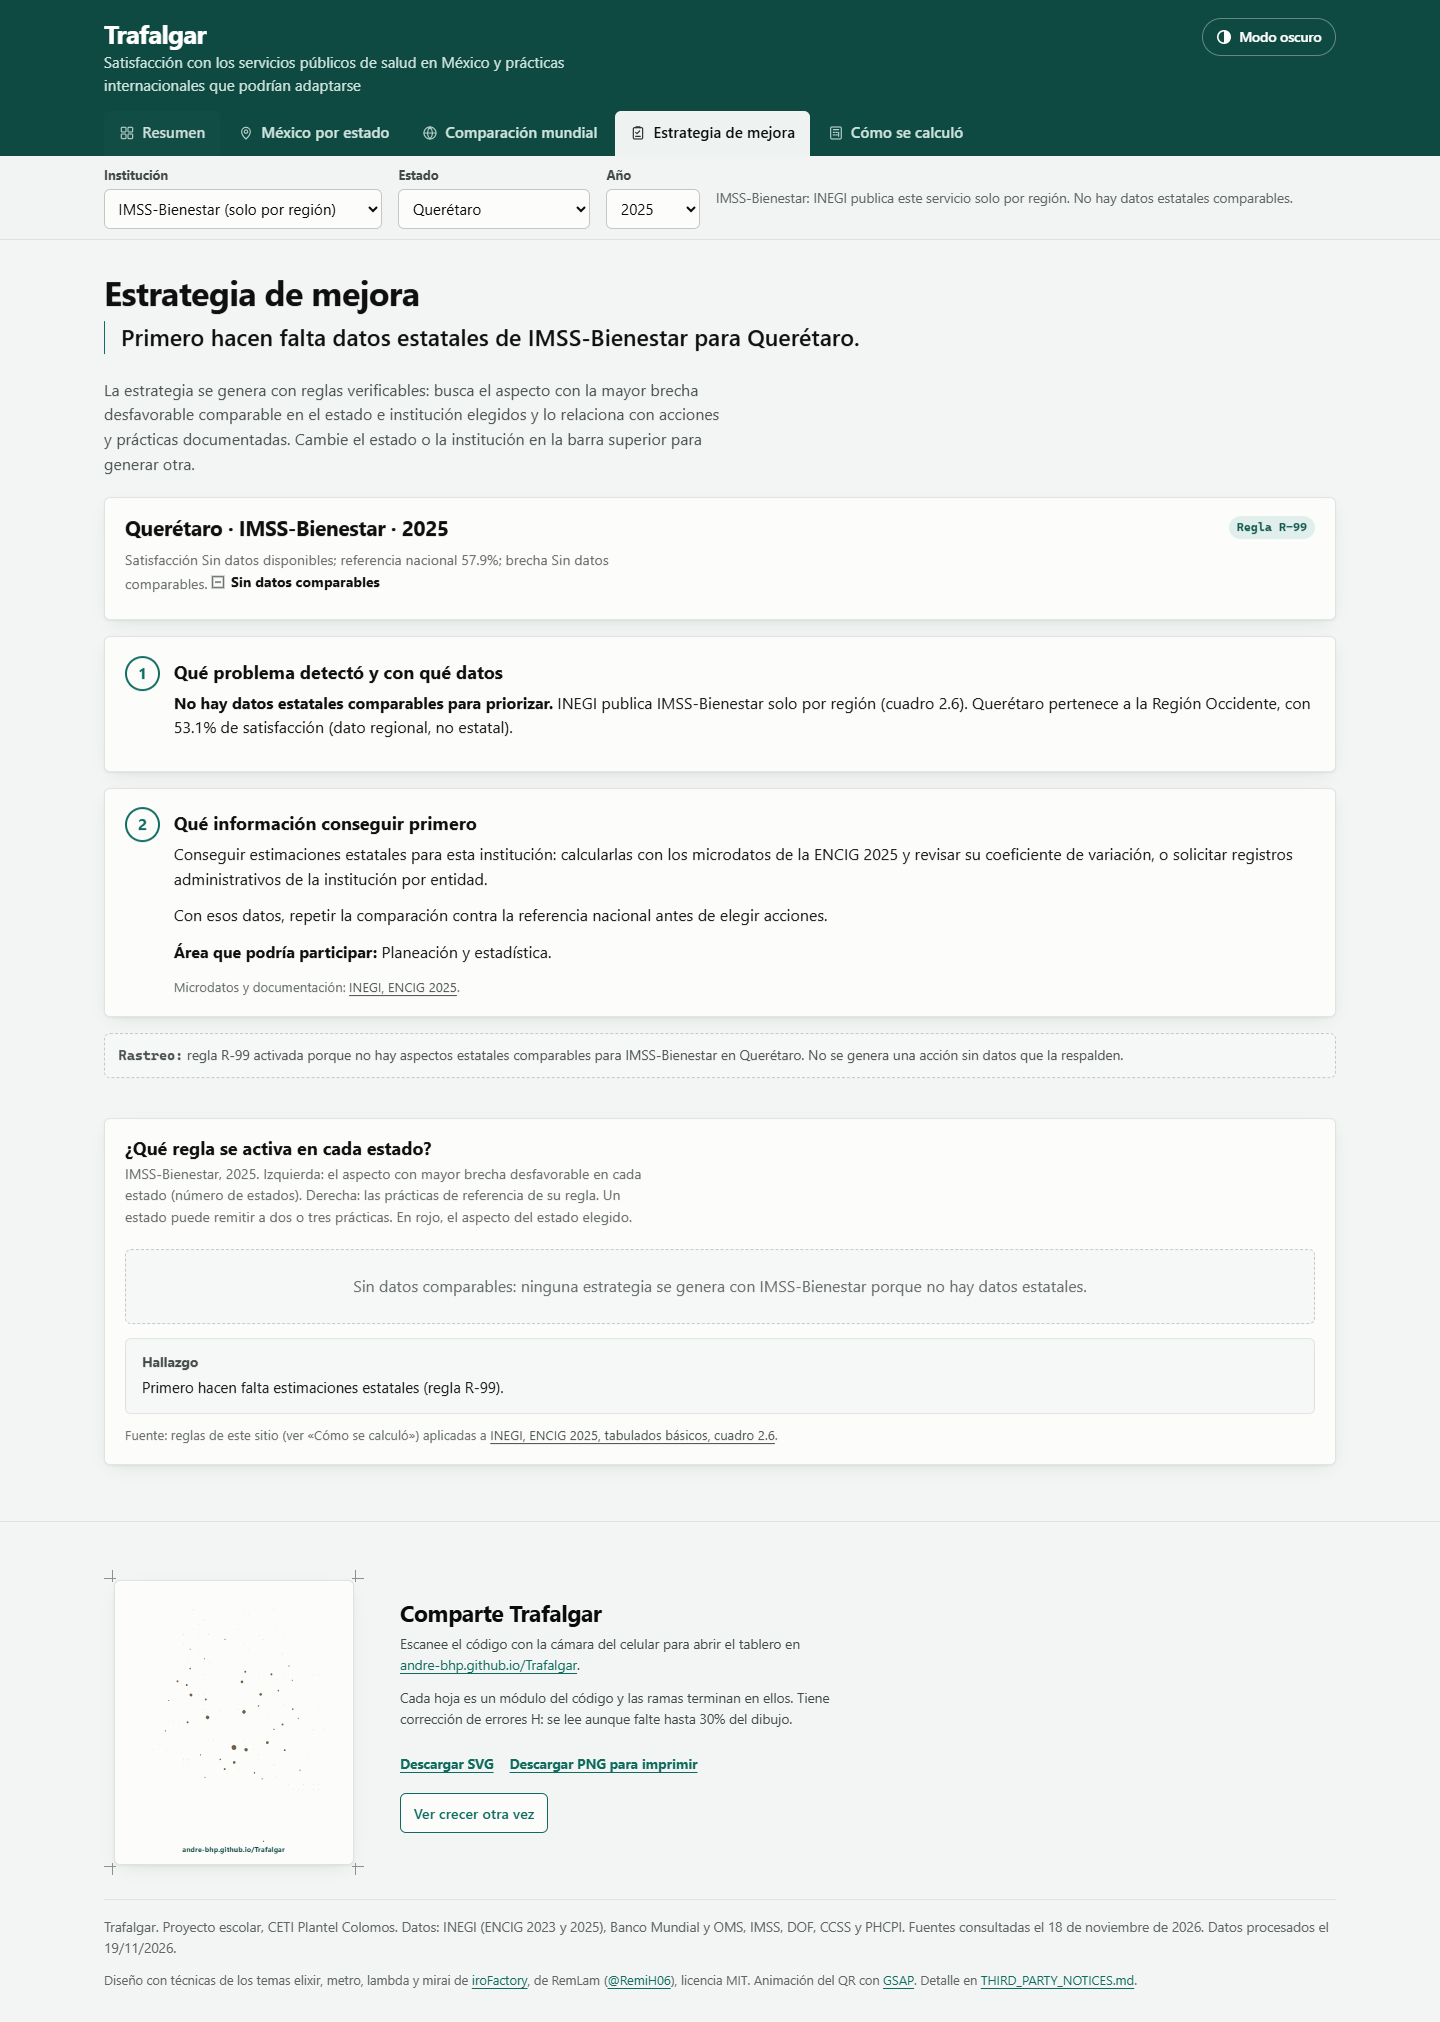 Trafalgar
Satisfacción con los servicios públicos de salud en México y prácticas
internacionales que podrían adaptarse
Modo oscuro
Resumen
México por estado
Comparación mundial
Estrategia de mejora
Cómo se calculó
Institución
IMSS-Bienestar (solo por región)
Estado
Querétaro
Año
2025
IMSS-Bienestar: INEGI publica este servicio solo por región. No hay datos estatales comparables.
Estrategia de mejora
Primero hacen falta datos estatales de IMSS-Bienestar para Querétaro.
La estrategia se genera con reglas verificables: busca el aspecto con la mayor brecha
desfavorable comparable en el estado e institución elegidos y lo relaciona con acciones
y prácticas documentadas. Cambie el estado o la institución en la barra superior para
generar otra.
Querétaro · IMSS-Bienestar · 2025
Regla R-99
Satisfacción Sin datos disponibles; referencia nacional 57.9%; brecha Sin datos
comparables. Sin datos comparables
1
Qué problema detectó y con qué datos
No hay datos estatales comparables para priorizar. INEGI publica IMSS-Bienestar solo por región (cuadro 2.6). Querétaro pertenece a la Región Occidente, con
53.1% de satisfacción (dato regional, no estatal).
2
Qué información conseguir primero
Conseguir estimaciones estatales para esta institución: calcularlas con los microdatos de la ENCIG 2025 y revisar su coeficiente de variación, o solicitar registros
administrativos de la institución por entidad.
Con esos datos, repetir la comparación contra la referencia nacional antes de elegir acciones.
Área que podría participar: Planeación y estadística.
Microdatos y documentación: INEGI, ENCIG 2025.
Rastreo: regla R-99 activada porque no hay aspectos estatales comparables para IMSS-Bienestar en Querétaro. No se genera una acción sin datos que la respalden.
¿Qué regla se activa en cada estado?
IMSS-Bienestar, 2025. Izquierda: el aspecto con mayor brecha desfavorable en cada
estado (número de estados). Derecha: las prácticas de referencia de su regla. Un
estado puede remitir a dos o tres prácticas. En rojo, el aspecto del estado elegido.
Sin datos comparables: ninguna estrategia se genera con IMSS-Bienestar porque no hay datos estatales.
Hallazgo
Primero hacen falta estimaciones estatales (regla R-99).
Fuente: reglas de este sitio (ver «Cómo se calculó») aplicadas a INEGI, ENCIG 2025, tabulados básicos, cuadro 2.6.
andre-bhp.github.io/Trafalgar
Comparte Trafalgar
Escanee el código con la cámara del celular para abrir el tablero en
andre-bhp.github.io/Trafalgar.
Cada hoja es un módulo del código y las ramas terminan en ellos. Tiene
corrección de errores H: se lee aunque falte hasta 30% del dibujo.
Descargar SVG
Descargar PNG para imprimir
Ver crecer otra vez
Trafalgar. Proyecto escolar, CETI Plantel Colomos. Datos: INEGI (ENCIG 2023 y 2025), Banco Mundial y OMS, IMSS, DOF, CCSS y PHCPI. Fuentes consultadas el 18 de noviembre de 2026. Datos procesados el
19/11/2026.
Diseño con técnicas de los temas elixir, metro, lambda y mirai de iroFactory, de RemLam (@RemiH06), licencia MIT. Animación del QR con GSAP. Detalle en THIRD_PARTY_NOTICES.md.